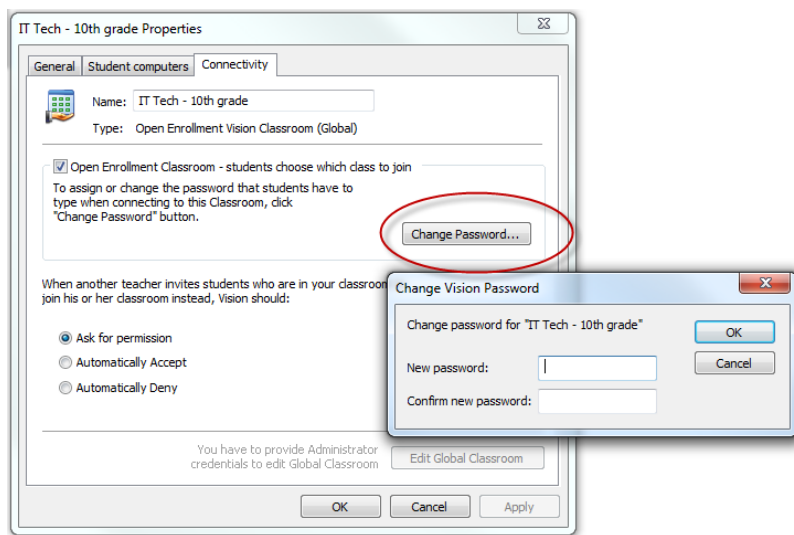 IT Tech - 10th grade Properties
General Student computers Connectivity
Name: IT Tech - 10th grade
Type: Open Enrollment Vision Classroom (Global)
Open Enrollment Classroom - students choose which class to join
To assign or change the password that students have to
type when connecting to this Classroom, click
"Change Password" button.
Change Password...
When another teacher invites students who are in your classroom
join his or her classroom instead, Vision should:
Ask for permission
Automatically Accept
Automatically Deny
You have to provide Administrator
credentials to edit Global Classroom
Edit Global Classroom
OK Cancel Apply
Change Vision Password
Change password for "IT Tech - 10th grade"
OK
New password:
Cancel
Confirm new password: